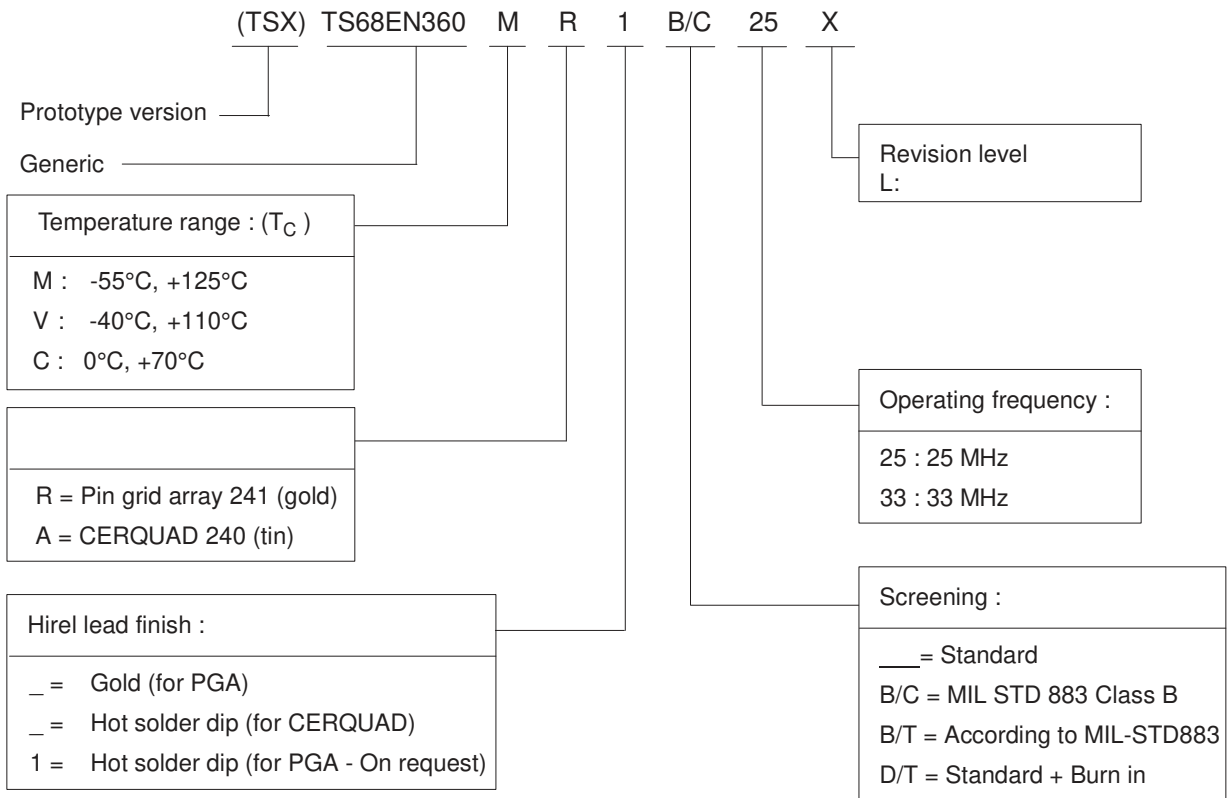 (TSX) TS68EN360 M R 1 B/C 25 X
Prototype version
Generic
Temperature range : (TC )
M : -55°C, +125°C
V : -40°C, +110°C
C : 0°C, +70°C
R = Pin grid array 241 (gold)
A = CERQUAD 240 (tin)
Hirel lead finish :
_ = Gold (for PGA)
_ = Hot solder dip (for CERQUAD)
1 = Hot solder dip (for PGA - On request)
Revision level
L:
Operating frequency :
25 : 25 MHz
33 : 33 MHz
Screening :
___= Standard
B/C = MIL STD 883 Class B
B/T = According to MIL-STD883
D/T = Standard + Burn in